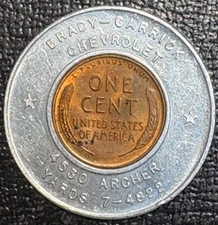 BRADY-CARRICK
CHEVROLET
E·PLURIBUS·UNUM
ONE
CENT
UNITED STATES
OF AMERICA
4530 ARCHER
YARDS 7-4822